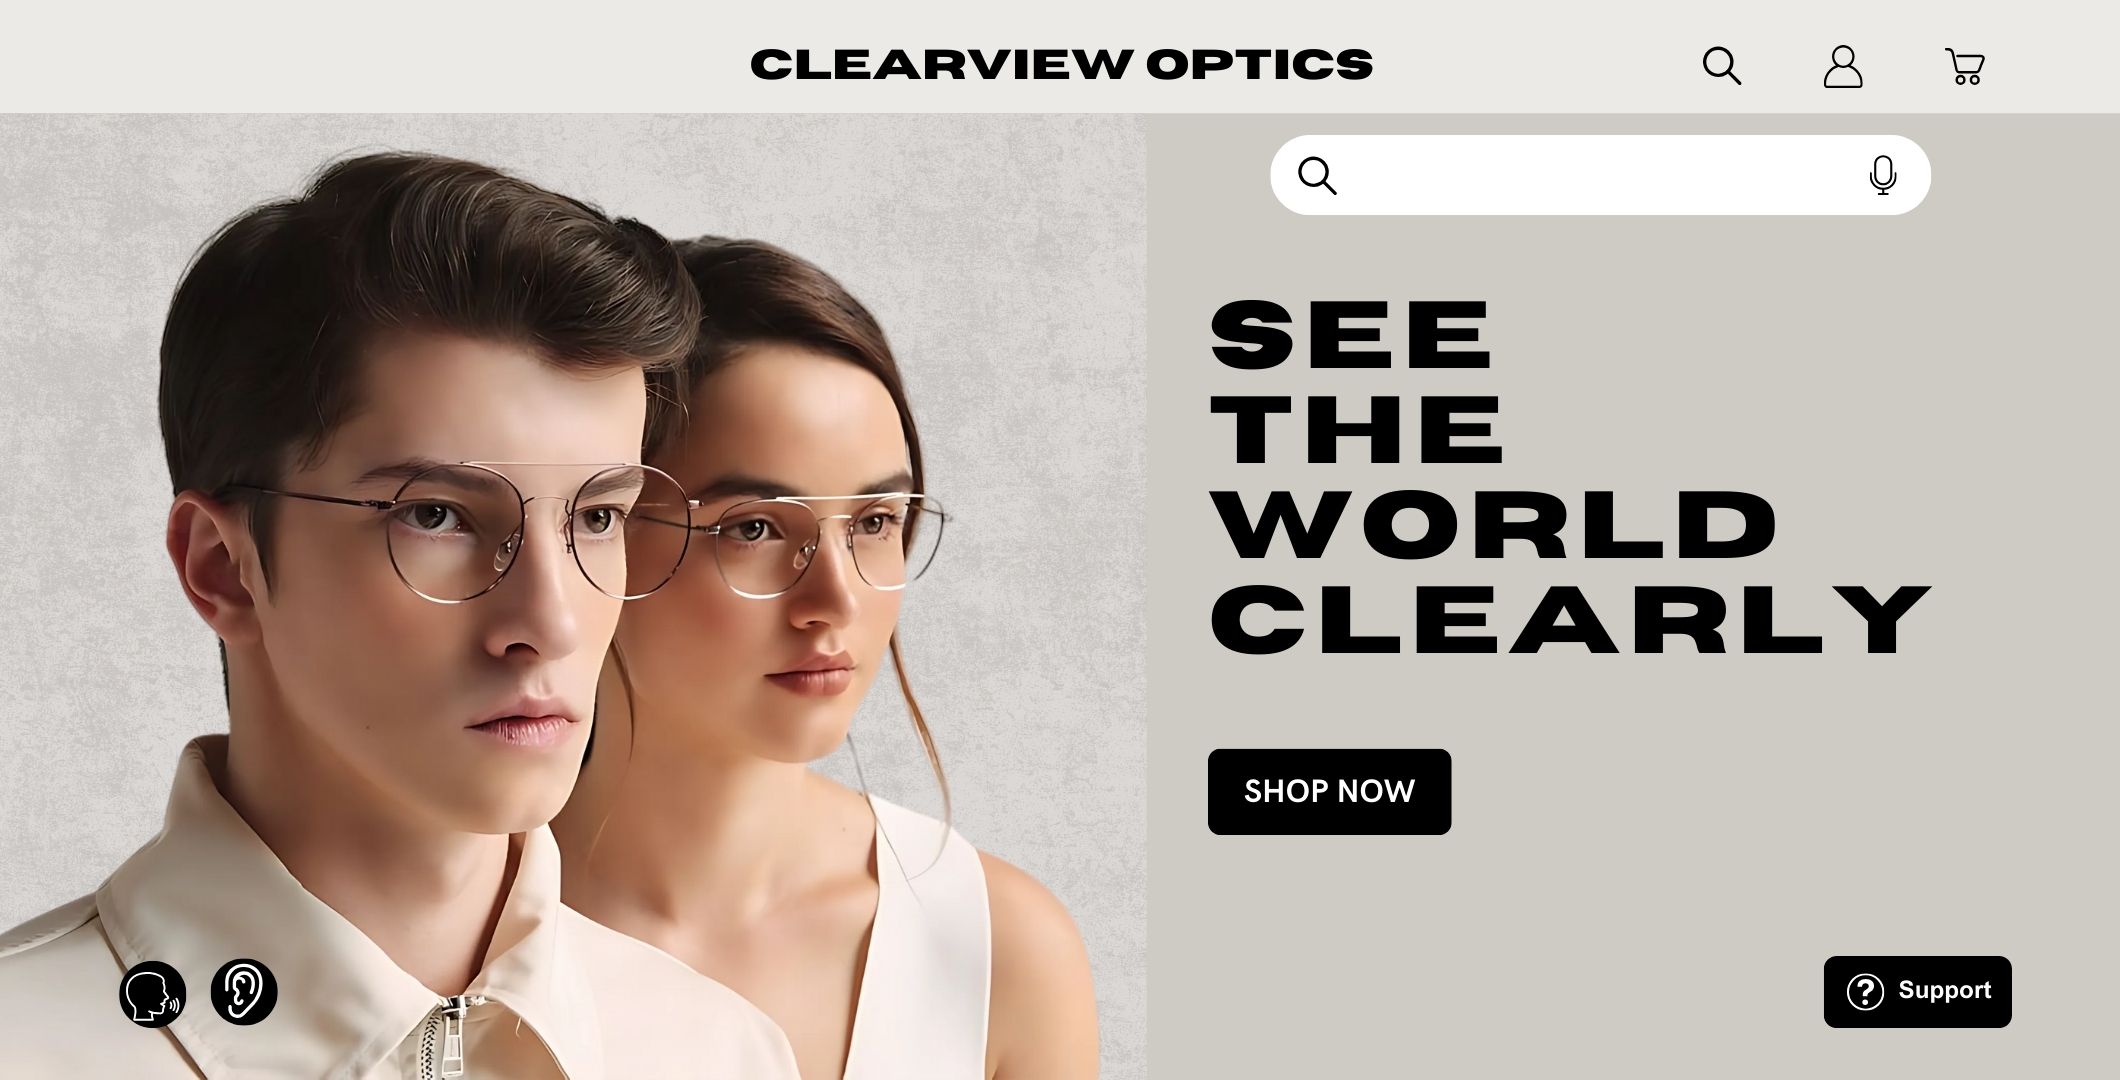 CLEARVIEW OPTICS
SEE
THE
WORLD
CLEARLY
SHOP NOW
Support